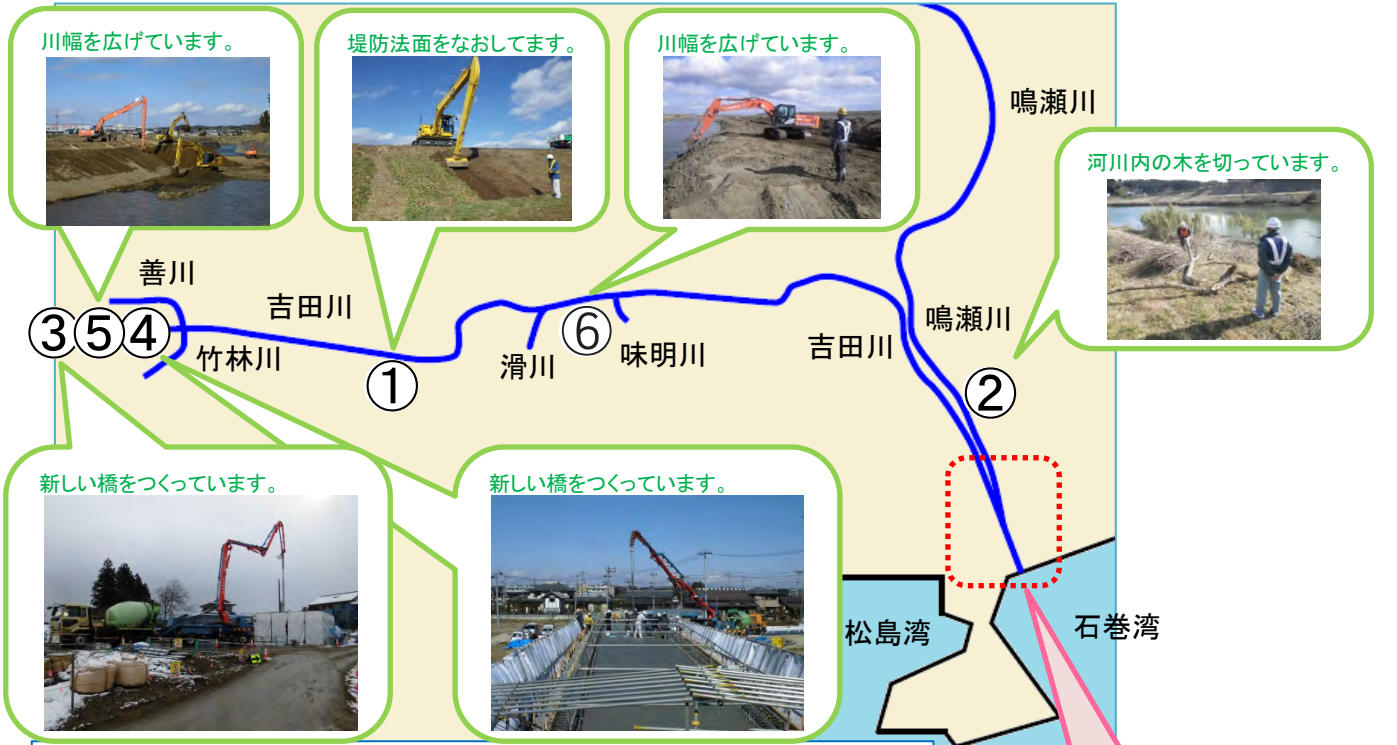 川幅を広げています。
堤防法面をなおしてます。
川幅を広げています。
鳴瀬川
河川内の木を切っています。
善川
吉田川
③⑤④
竹林川
①
滑川
⑥
味明川
吉田川
鳴瀬川
②
新しい橋をつくっています。
新しい橋をつくっています。
松島湾
石巻湾